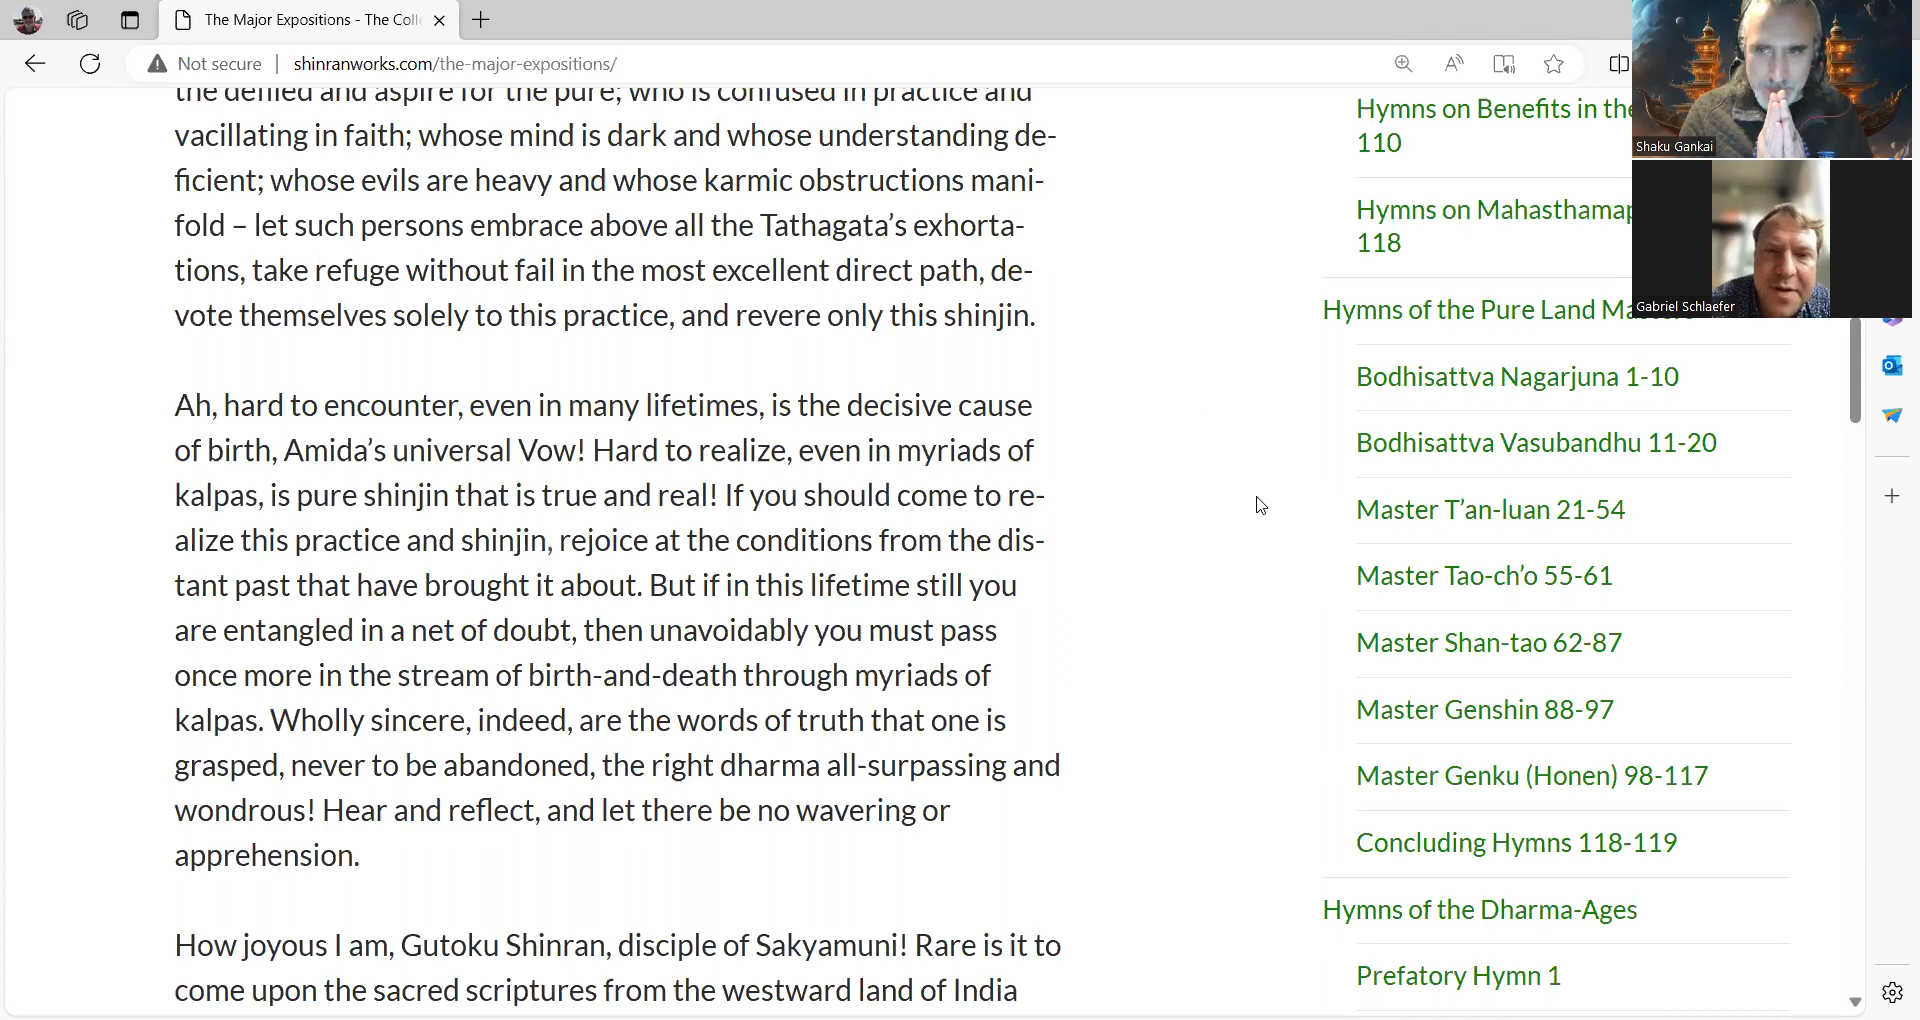 The Major Expositions - The Colle
Not secure
shinranworks.com/the-major-expositions/
the defiled and aspire for the pure; who is confused in practice and
vacillating in faith; whose mind is dark and whose understanding de-
ficient; whose evils are heavy and whose karmic obstructions mani-
fold – let such persons embrace above all the Tathagata’s exhorta-
tions, take refuge without fail in the most excellent direct path, de-
vote themselves solely to this practice, and revere only this shinjin.
Ah, hard to encounter, even in many lifetimes, is the decisive cause
of birth, Amida’s universal Vow! Hard to realize, even in myriads of
kalpas, is pure shinjin that is true and real! If you should come to re-
alize this practice and shinjin, rejoice at the conditions from the dis-
tant past that have brought it about. But if in this lifetime still you
are entangled in a net of doubt, then unavoidably you must pass
once more in the stream of birth-and-death through myriads of
kalpas. Wholly sincere, indeed, are the words of truth that one is
grasped, never to be abandoned, the right dharma all-surpassing and
wondrous! Hear and reflect, and let there be no wavering or
apprehension.
How joyous I am, Gutoku Shinran, disciple of Sakyamuni! Rare is it to
come upon the sacred scriptures from the westward land of India
Hymns on Benefits in the
110
Hymns on Mahasthamap
118
Hymns of the Pure Land
Bodhisattva Nagarjuna 1-10
Bodhisattva Vasubandhu 11-20
Master T’an-luan 21-54
Master Tao-ch’o 55-61
Master Shan-tao 62-87
Master Genshin 88-97
Master Genku (Honen) 98-117
Concluding Hymns 118-119
Hymns of the Dharma-Ages
Prefatory Hymn 1
Shaku Gankai
Gabriel Schlaefer